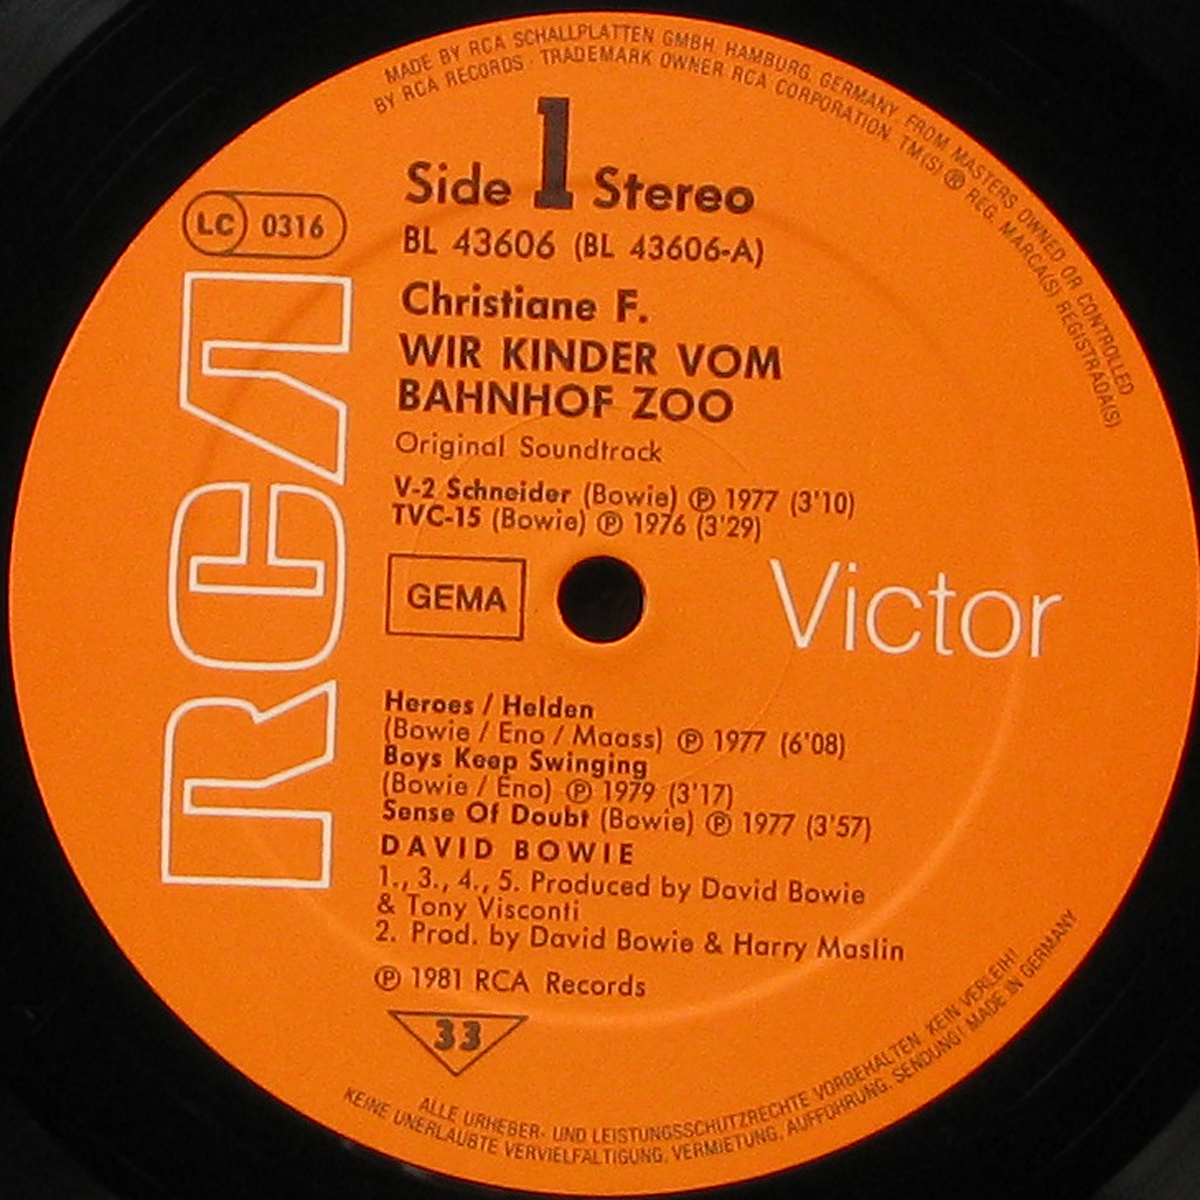 MADE BY RCA SCHALLPLATTEN GMBH, HAMBURG, GERMANY, FROM MASTERS OWNED OR CONTROLLED
BY RCA RECORDS · TRADEMARK OWNER RCA CORPORATION. TM(S) ® REG. MARCA(S) REGISTRADA(S)
Side 1 Stereo
LC 0316
BL 43606 (BL 43606-A)
Christiane F.
WIR KINDER VOM
BAHNHOF ZOO
Original Soundtrack
V-2 Schneider (Bowie) ℗ 1977 (3'10)
TVC-15 (Bowie) ℗ 1976 (3'29)
RCA
GEMA
Victor
Heroes / Helden
(Bowie / Eno / Maass) ℗ 1977 (6'08)
Boys Keep Swinging
(Bowie / Eno) ℗ 1979 (3'17)
Sense Of Doubt (Bowie) ℗ 1977 (3'57)
DAVID BOWIE
1., 3., 4., 5. Produced by David Bowie
& Tony Visconti
2. Prod. by David Bowie & Harry Maslin
℗ 1981 RCA Records
33
ALLE URHEBER- UND LEISTUNGSSCHUTZRECHTE VORBEHALTEN. KEIN VERLEIH!
KEINE UNERLAUBTE VERVIELFÄLTIGUNG, VERMIETUNG, AUFFÜHRUNG, SENDUNG! MADE IN GERMANY